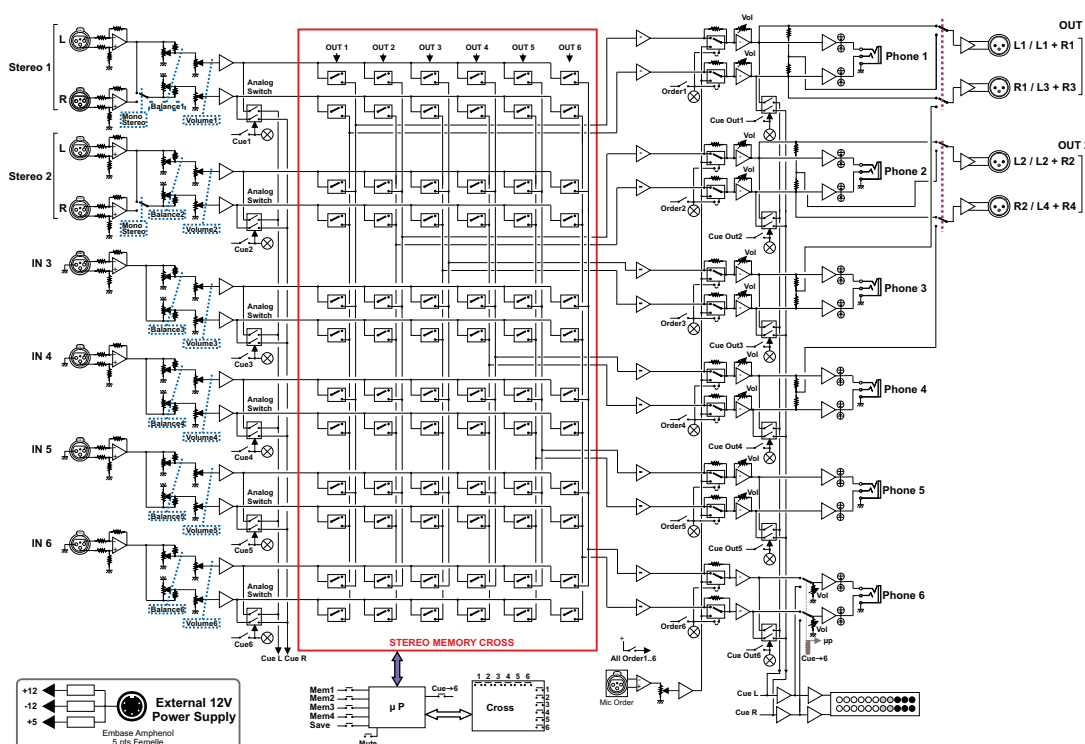 OUT
L
Stereo 1
R
Mono
Stereo
Balance1
Volume1
Analog
Switch
Cue1
OUT 1 OUT 2 OUT 3 OUT 4 OUT 5 OUT 6
Vol
Vol
Order1
Cue Out1
Phone 1
L1 / L1 + R1
R1 / L3 + R3
OUT
L
Stereo 2
R
Mono
Stereo
Balance2
Volume2
Analog
Switch
Cue2
Vol
Vol
Order2
Cue Out2
Phone 2
L2 / L2 + R2
R2 / L4 + R4
IN 3
Balance3
Volume3
Analog
Switch
Cue3
Vol
Vol
Order3
Cue Out3
Phone 3
IN 4
Balance4
Volume4
Analog
Switch
Cue4
Vol
Vol
Order4
Cue Out4
Phone 4
IN 5
Balance5
Volume5
Analog
Switch
Cue5
Vol
Vol
Order5
Cue Out5
Phone 5
IN 6
Balance6
Volume6
Analog
Switch
Cue6
Order6
Cue Out6
Vol
Vol
Phone 6
µp
Cue→6
Cue L Cue R
STEREO MEMORY CROSS
+
All Order1..6
Mic Order
Cue L
Cue R
Mem1
Mem2
Mem3
Mem4
Save
Mute
µ P
Cue→6
1 2 3 4 5 6
Cross
1
2
3
4
5
6
+12
-12
+5
External 12V
Power Supply
Embase Amphenol
5 pts Femelle